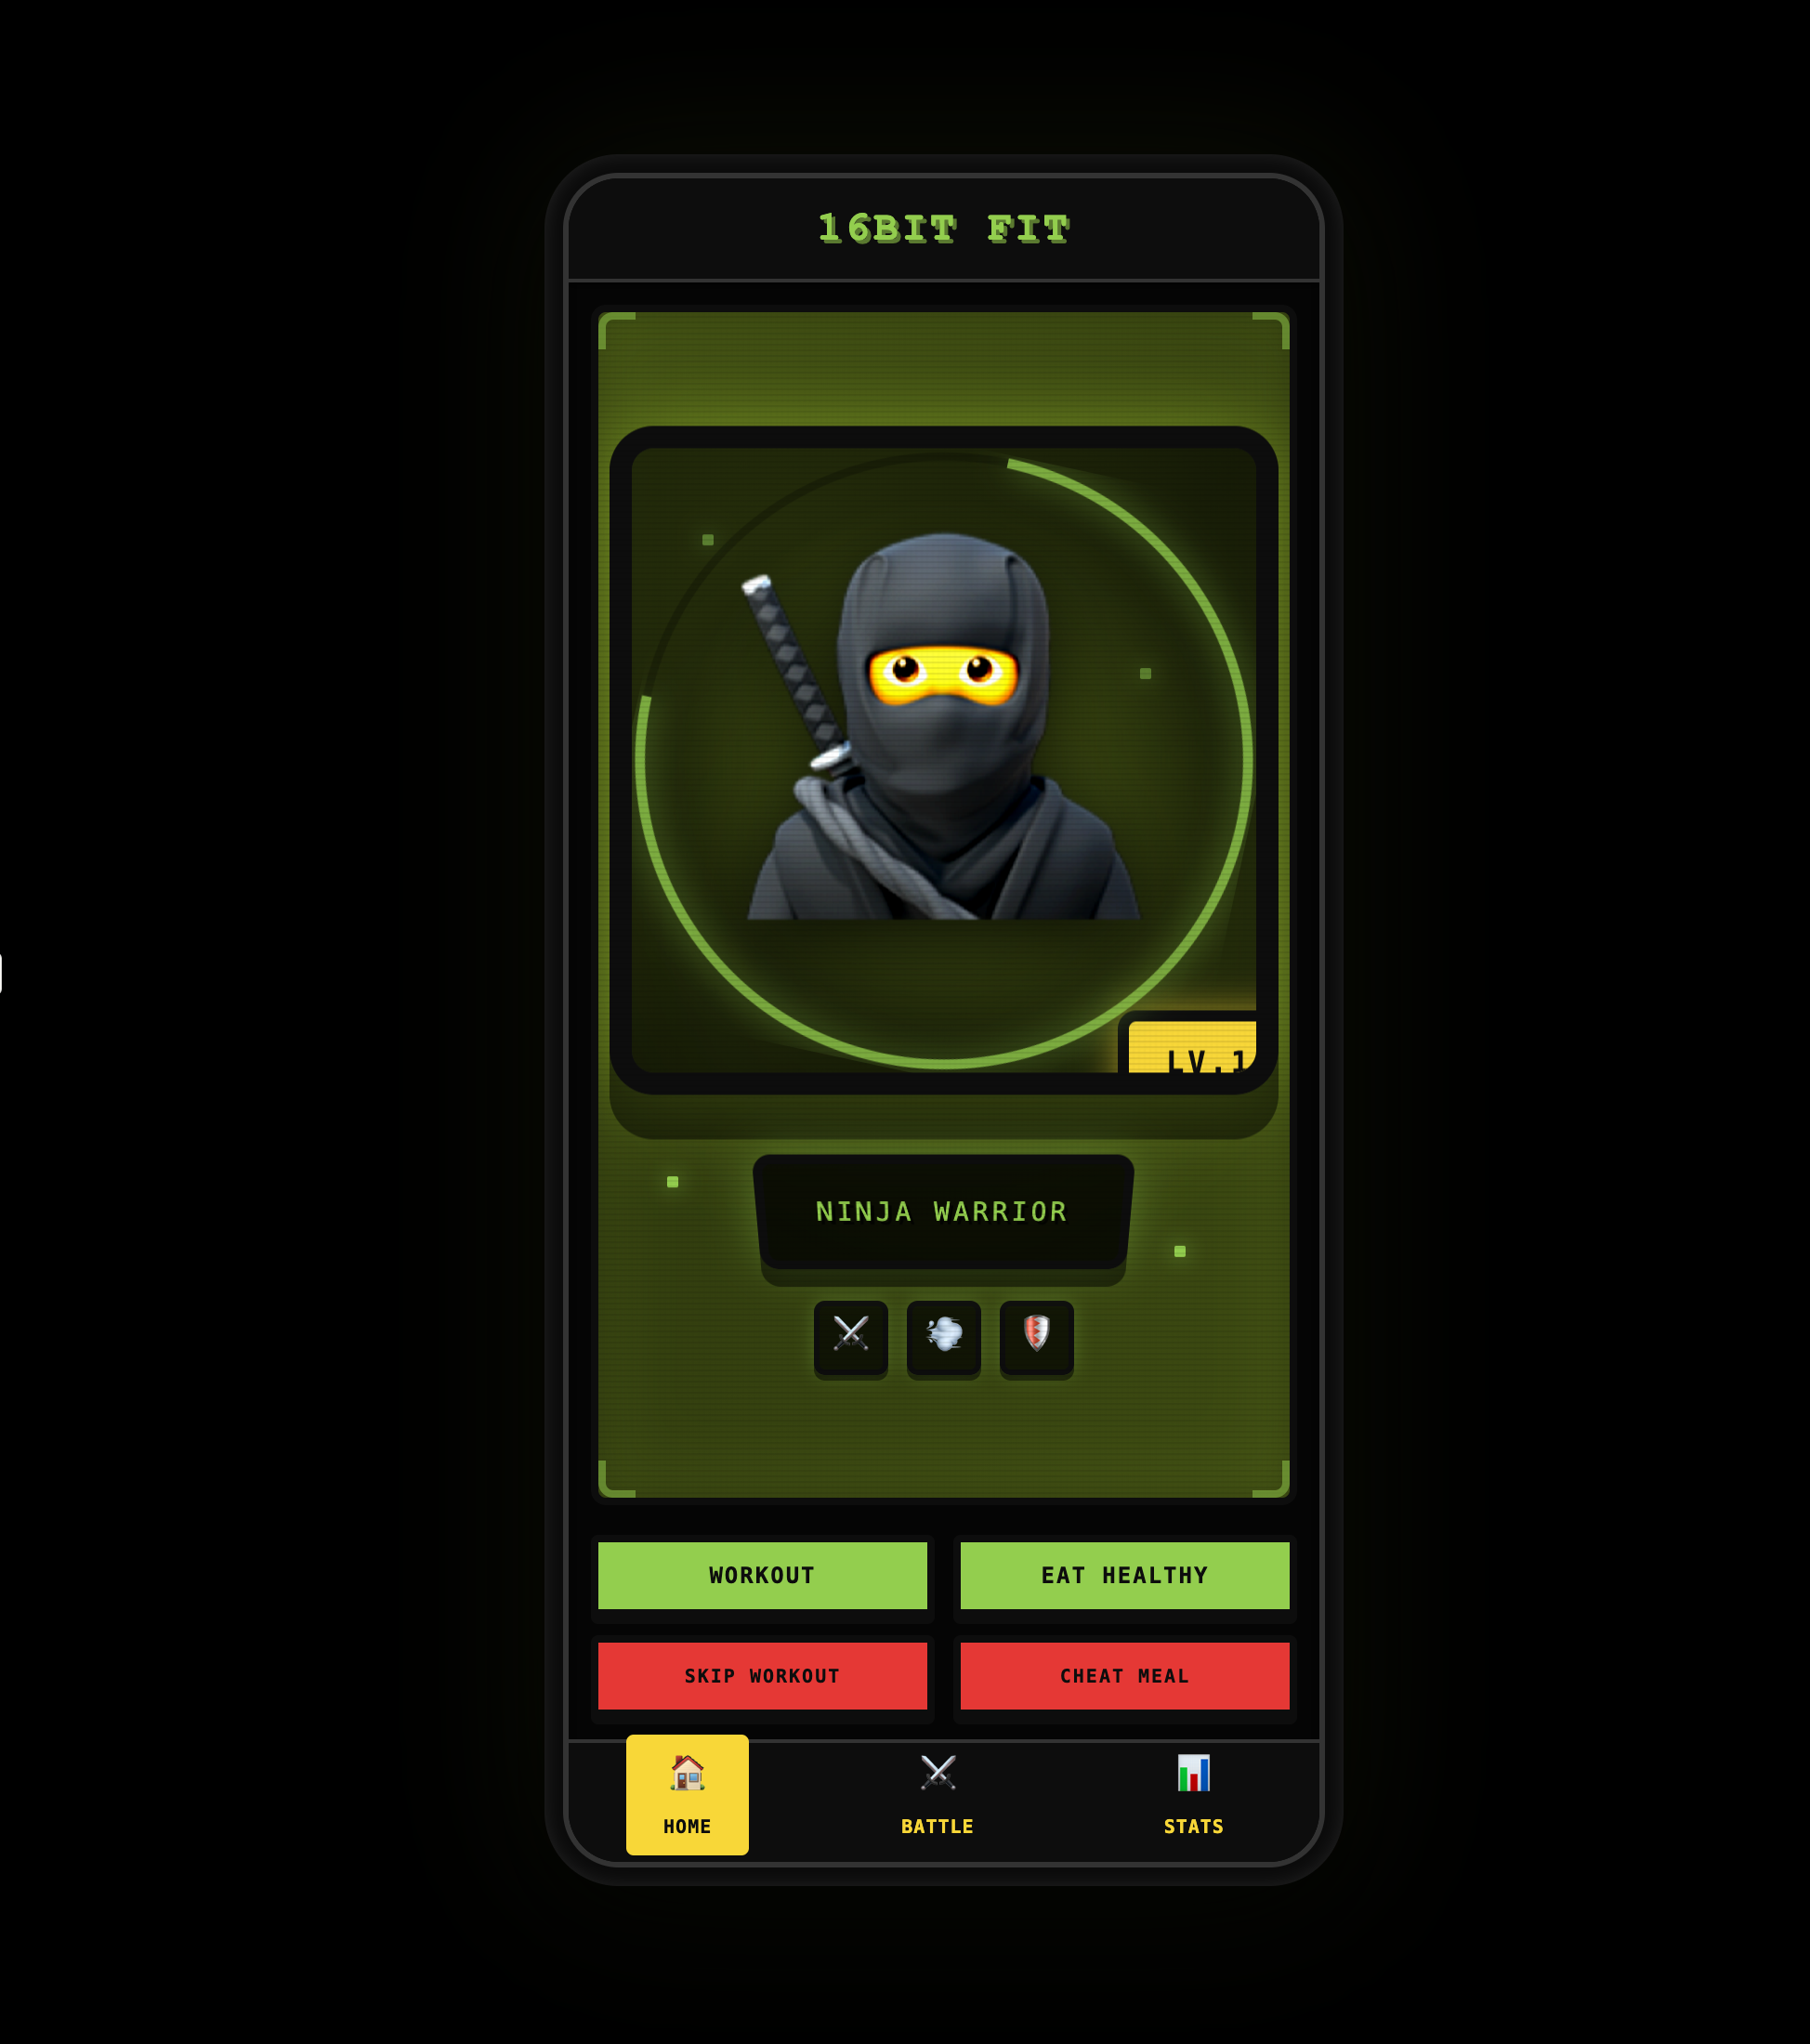 16BIT FIT
LV.1
NINJA WARRIOR
WORKOUT
EAT HEALTHY
SKIP WORKOUT
CHEAT MEAL
HOME
BATTLE
STATS